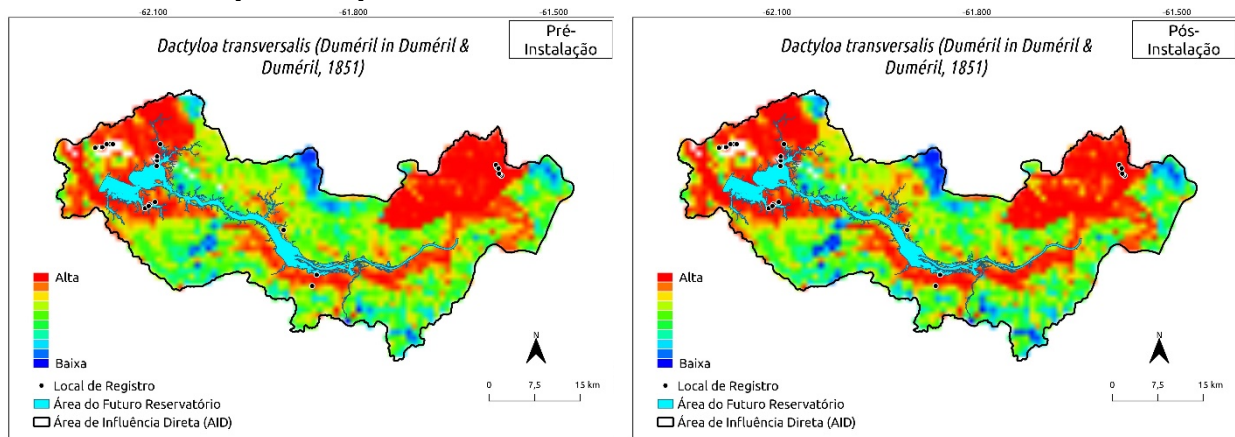 -62.100
-61.800
-61.500
Dactyloa transversalis (Duméril in Duméril &
Duméril, 1851)
Pré-
Instalação
Alta
Baixa
Local de Registro
Área do Futuro Reservatório
Área de Influência Direta (AID)
N
0 7,5 15 km
-62.100
-61.800
-61.500
Dactyloa transversalis (Duméril in Duméril &
Duméril, 1851)
Pós-
Instalação
Alta
Baixa
Local de Registro
Área do Futuro Reservatório
Área de Influência Direta (AID)
N
0 7,5 15 km